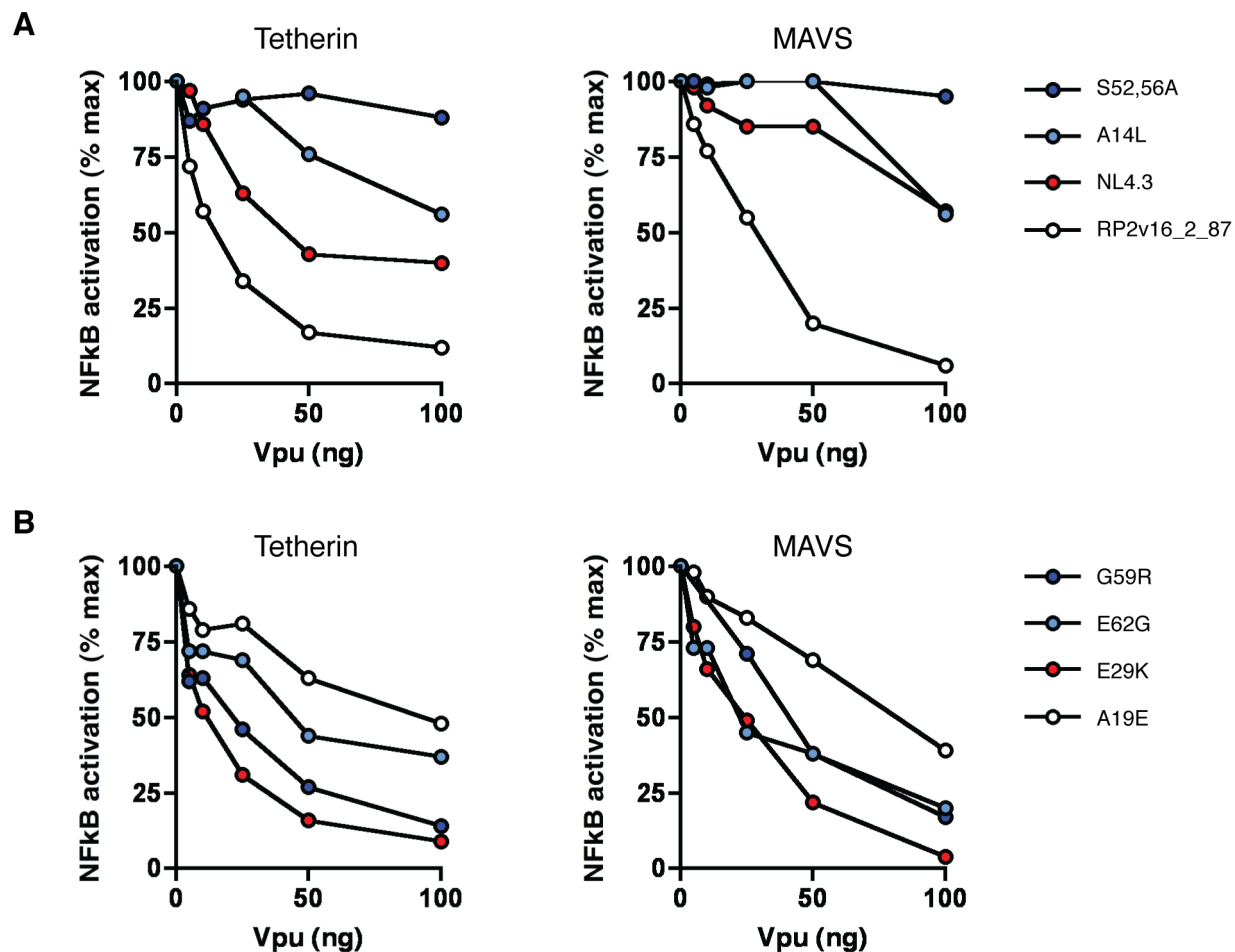 A
Tetherin
MAVS
NFkB activation (% max)
100
75
50
25
0
0 50 100
Vpu (ng)
NFkB activation (% max)
100
75
50
25
0
0 50 100
Vpu (ng)
S52,56A
A14L
NL4.3
RP2v16_2_87
B
Tetherin
MAVS
NFkB activation (% max)
100
75
50
25
0
0 50 100
Vpu (ng)
NFkB activation (% max)
100
75
50
25
0
0 50 100
Vpu (ng)
G59R
E62G
E29K
A19E